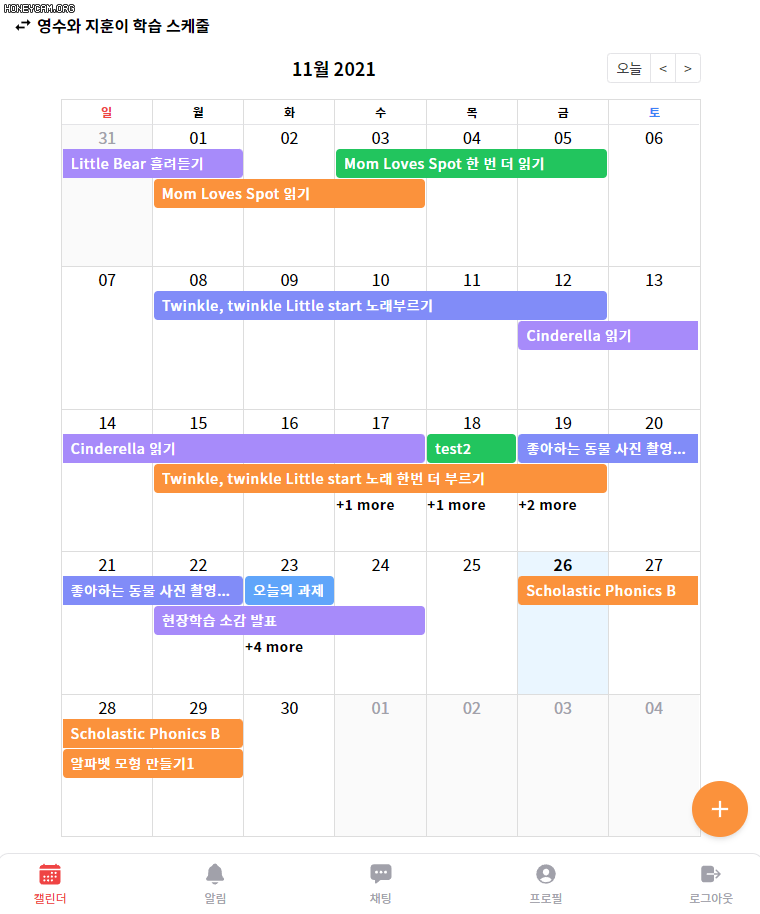 HONEYCAM.ORG
영수와 지훈이 학습 스케줄
11월 2021
오늘 < >
일 월 화 수 목 금 토
31 01 02 03 04 05 06
Little Bear 흘려듣기 Mom Loves Spot 한 번 더 읽기
Mom Loves Spot 읽기
07 08 09 10 11 12 13
Twinkle, twinkle Little start 노래부르기
Cinderella 읽기
14 15 16 17 18 19 20
Cinderella 읽기 test2 좋아하는 동물 사진 촬영...
Twinkle, twinkle Little start 노래 한번 더 부르기
+1 more +1 more +2 more
21 22 23 24 25 26 27
좋아하는 동물 사진 촬영... 오늘의 과제 Scholastic Phonics B
현장학습 소감 발표
+4 more
28 29 30 01 02 03 04
Scholastic Phonics B
알파벳 모형 만들기1
캘린더 알림 채팅 프로필 로그아웃